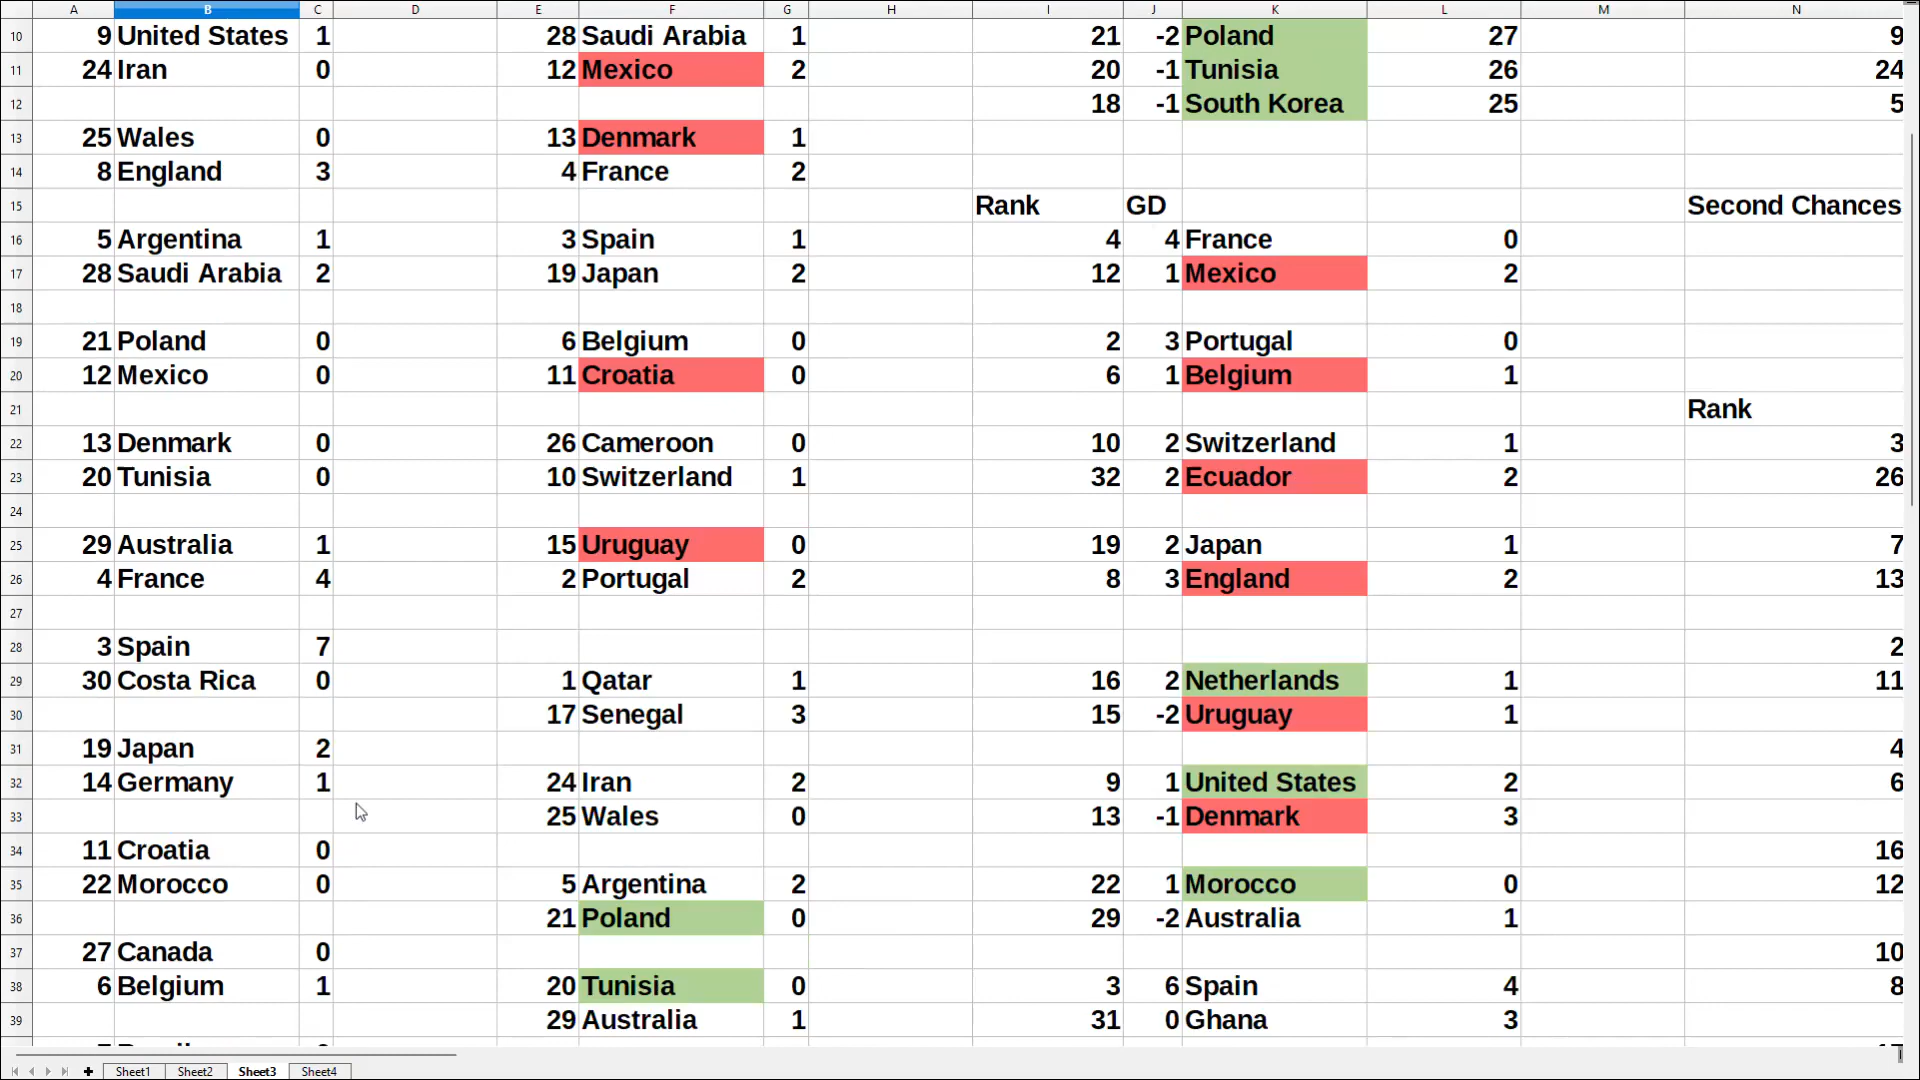 A B C D E F G H I J K L M N
10 9 United States 1 28 Saudi Arabia 1 21 -2 Poland 27 9
11 24 Iran 0 12 Mexico 2 20 -1 Tunisia 26 24
12 18 -1 South Korea 25 5
13 25 Wales 0 13 Denmark 1
14 8 England 3 4 France 2
15 Rank GD Second Chances
16 5 Argentina 1 3 Spain 1 4 4 France 0
17 28 Saudi Arabia 2 19 Japan 2 12 1 Mexico 2
18
19 21 Poland 0 6 Belgium 0 2 3 Portugal 0
20 12 Mexico 0 11 Croatia 0 6 1 Belgium 1
21 Rank
22 13 Denmark 0 26 Cameroon 0 10 2 Switzerland 1 3
23 20 Tunisia 0 10 Switzerland 1 32 2 Ecuador 2 26
24
25 29 Australia 1 15 Uruguay 0 19 2 Japan 1 7
26 4 France 4 2 Portugal 2 8 3 England 2 13
27
28 3 Spain 7 2
29 30 Costa Rica 0 1 Qatar 1 16 2 Netherlands 1 11
30 17 Senegal 3 15 -2 Uruguay 1
31 19 Japan 2 4
32 14 Germany 1 24 Iran 2 9 1 United States 2 6
33 25 Wales 0 13 -1 Denmark 3
34 11 Croatia 0 16
35 22 Morocco 0 5 Argentina 2 22 1 Morocco 0 12
36 21 Poland 0 29 -2 Australia 1
37 27 Canada 0 10
38 6 Belgium 1 20 Tunisia 0 3 6 Spain 4 8
39 29 Australia 1 31 0 Ghana 3
Sheet1 Sheet2 Sheet3 Sheet4